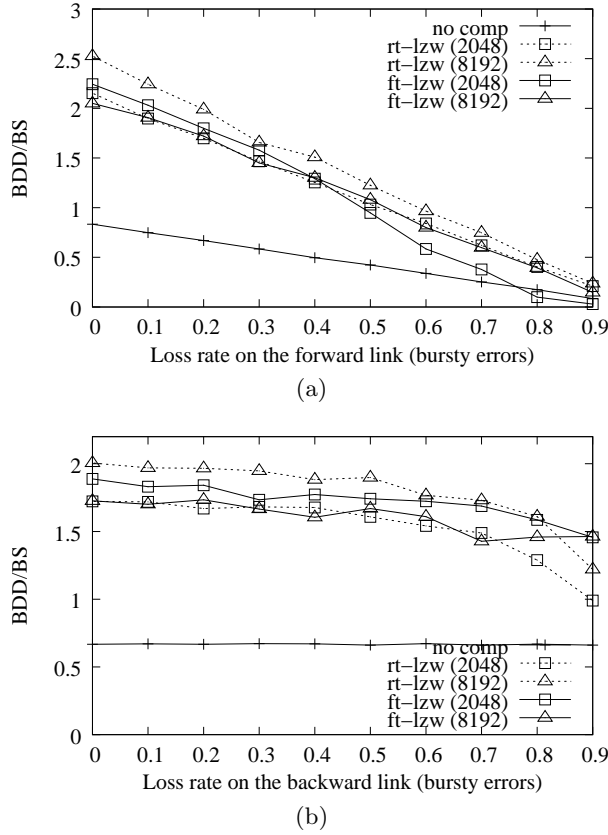 3
2.5
2
1.5
1
0.5
0
BDD/BS
no comp
rt-lzw (2048)
rt-lzw (8192)
ft-lzw (2048)
ft-lzw (8192)
0 0.1 0.2 0.3 0.4 0.5 0.6 0.7 0.8 0.9
Loss rate on the forward link (bursty errors)
(a)
2
1.5
1
0.5
0
BDD/BS
no comp
rt-lzw (2048)
rt-lzw (8192)
ft-lzw (2048)
ft-lzw (8192)
0 0.1 0.2 0.3 0.4 0.5 0.6 0.7 0.8 0.9
Loss rate on the backward link (bursty errors)
(b)